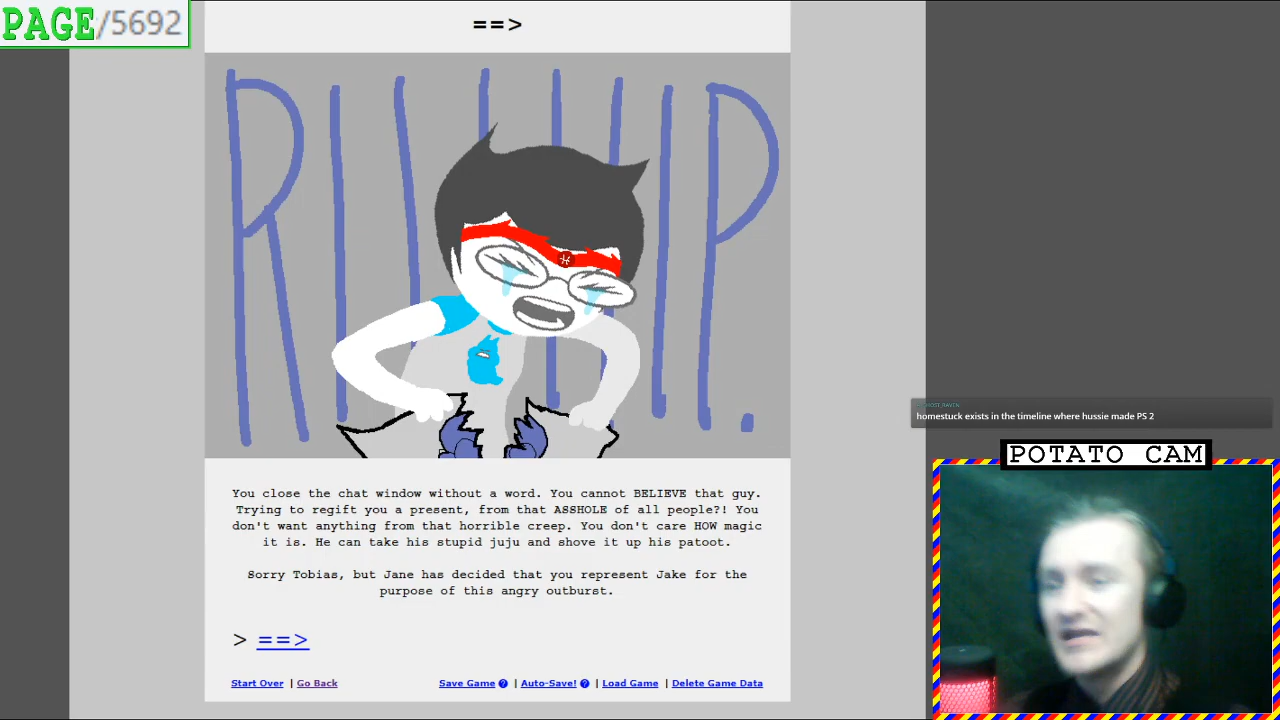 PAGE/5692
==>
RIIIIIIP.
You close the chat window without a word. You cannot BELIEVE that guy.
Trying to regift you a present, from that ASSHOLE of all people?! You
don't want anything from that horrible creep. You don't care HOW magic
it is. He can take his stupid juju and shove it up his patoot.
Sorry Tobias, but Jane has decided that you represent Jake for the
purpose of this angry outburst.
> ==>
Start Over | Go Back Save Game ? | Auto-Save! ? | Load Game | Delete Game Data
homestuck exists in the timeline where hussie made PS 2
POTATO CAM